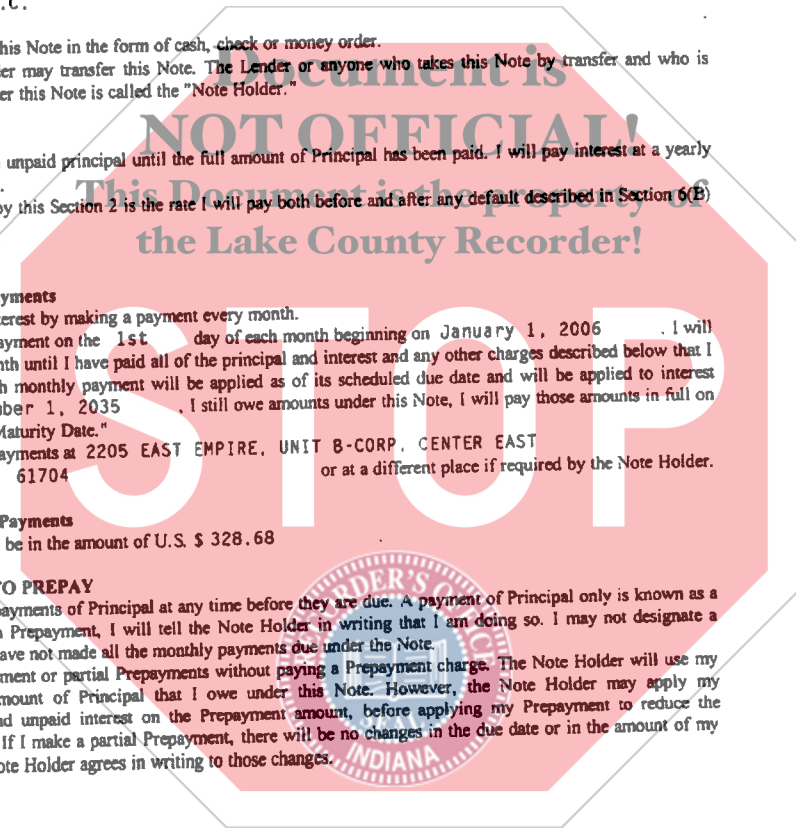 .C.
his Note in the form of cash, check or money order.
er may transfer this Note. The Lender or anyone who takes this Note by transfer and who is
er this Note is called the "Note Holder."
Document is
NOT OFFICIAL!
This Document is the property of
the Lake County Recorder!
unpaid principal until the full amount of Principal has been paid. I will pay interest at a yearly
by this Section 2 is the rate I will pay both before and after any default described in Section 6(B)
yments
erest by making a payment every month.
ayment on the 1st day of each month beginning on January 1, 2006 . I will
nth until I have paid all of the principal and interest and any other charges described below that I
h monthly payment will be applied as of its scheduled due date and will be applied to interest
ber 1, 2035 , I still owe amounts under this Note, I will pay those amounts in full on
Maturity Date."
ayments at 2205 EAST EMPIRE, UNIT B-CORP. CENTER EAST
61704 or at a different place if required by the Note Holder.
STOP
Payments
be in the amount of U.S. $ 328.68
TO PREPAY
ayments of Principal at any time before they are due. A payment of Principal only is known as a
a Prepayment, I will tell the Note Holder in writing that I am doing so. I may not designate a
ave not made all the monthly payments due under the Note.
ment or partial Prepayments without paying a Prepayment charge. The Note Holder will use my
mount of Principal that I owe under this Note. However, the Note Holder may apply my
nd unpaid interest on the Prepayment amount, before applying my Prepayment to reduce the
If I make a partial Prepayment, there will be no changes in the due date or in the amount of my
ote Holder agrees in writing to those changes.
SEAL
INDIANA